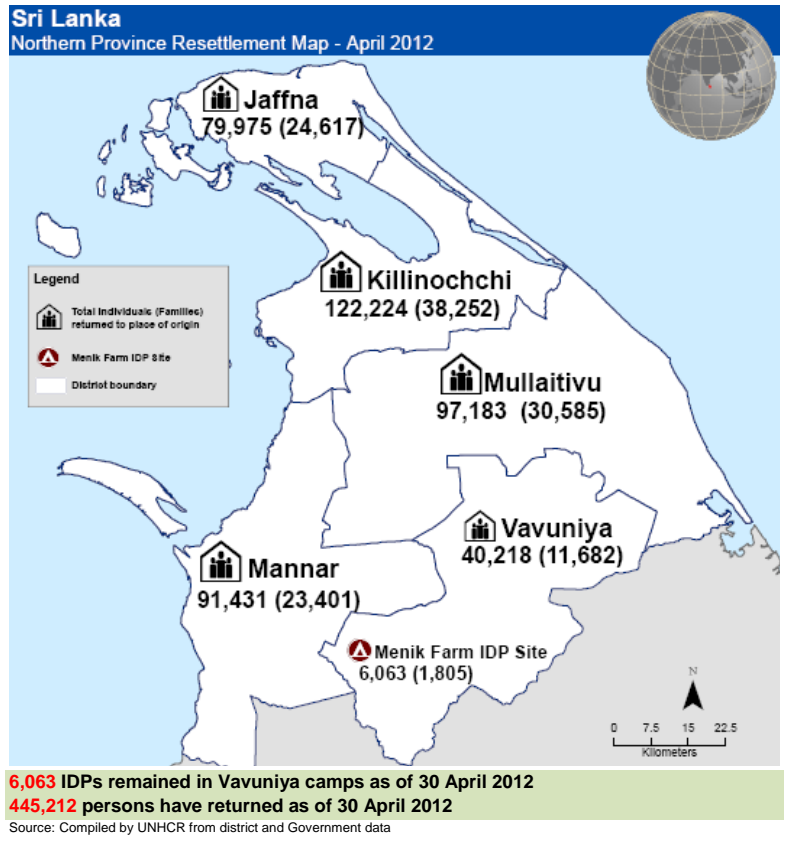 Sri Lanka
Northern Province Resettlement Map - April 2012
Jaffna
79,975 (24,617)
Killinochchi
122,224 (38,252)
Legend
Total Individuals (Families)
returned to place of origin
Menik Farm IDP Site
District boundary
Mullaitivu
97,183 (30,585)
Vavuniya
40,218 (11,682)
Mannar
91,431 (23,401)
Menik Farm IDP Site
6,063 (1,805)
N
0 7.5 15 22.5
Kilometers
6,063 IDPs remained in Vavuniya camps as of 30 April 2012
445,212 persons have returned as of 30 April 2012
Source: Compiled by UNHCR from district and Government data